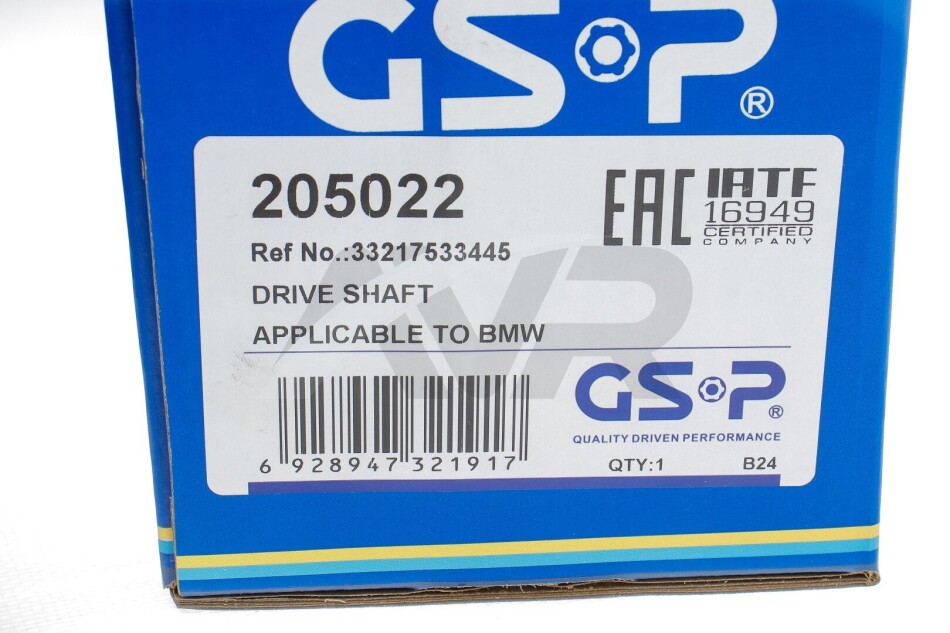 GSP®
205022
Ref No.:33217533445
DRIVE SHAFT
APPLICABLE TO BMW
EAC
IATF
16949
CERTIFIED
COMPANY
VR
6 928947 321917
GSP®
QUALITY DRIVEN PERFORMANCE
QTY:1 B24